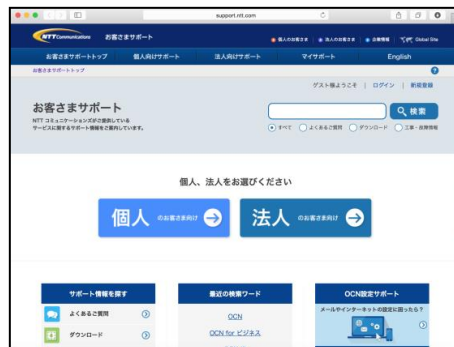 support.ntt.com
NTT Communications お客さまサポート
個人のお客さま 法人のお客さま 企業情報 Global Site
お客さまサポートトップ 個人向けサポート 法人向けサポート マイサポート English
お客さまサポートトップ
ゲスト様ようこそ | ログイン | 新規登録
お客さまサポート
NTT コミュニケーションズがご提供している
サービスに関するサポート情報をご案内しています。
検索
すべて よくあるご質問 ダウンロード 工事・故障情報
個人、法人をお選びください
個人 のお客さま向け
法人 のお客さま向け
サポート情報を探す
よくあるご質問
ダウンロード
最近の検索ワード
OCN
OCN for ビジネス
OCN設定サポート
メールやインターネットの設定に困ったら？